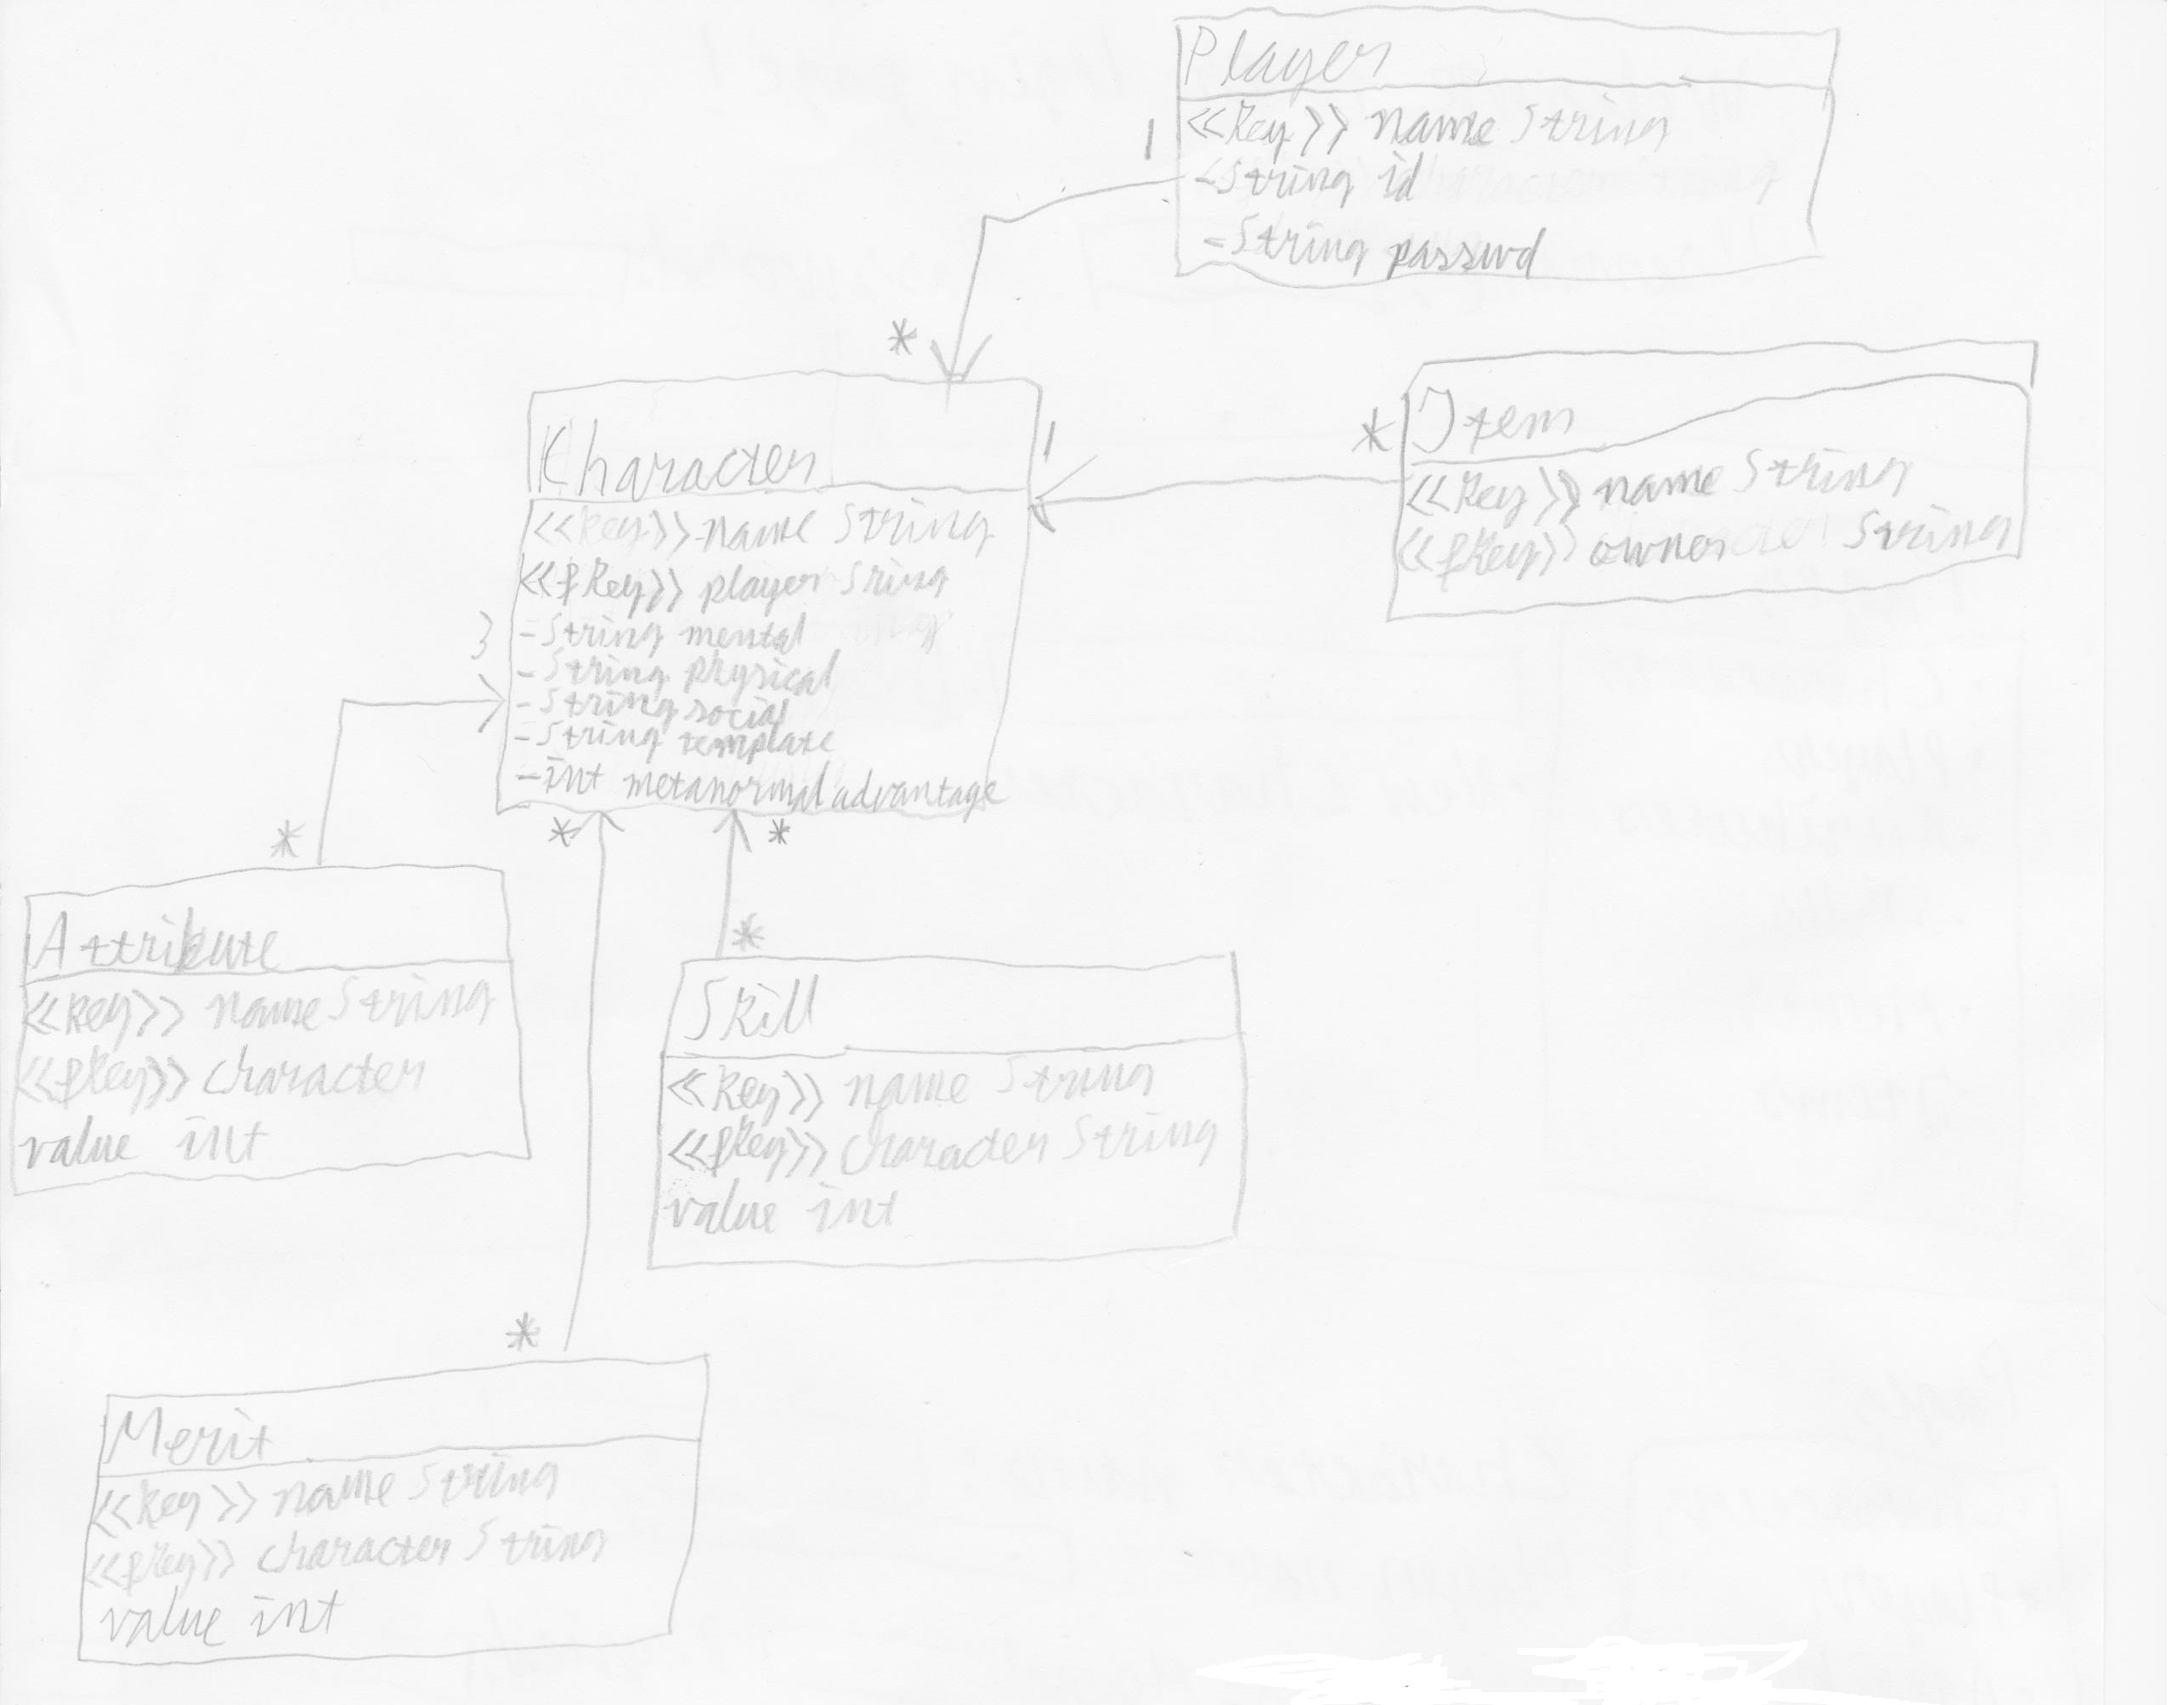 Player
<<key>> name String
-String id
-String passwd
1
*
Item
*
1
<<key>> name String
<<fkey>> owner String
Character
<<key>> name String
<<fkey>> player Sring
-String mental
-String physical
-String social
-String template
-int metanormal advantage
3
*
*
*
Attribute
<<key>> name String
<<fkey>> character
value int
*
Skill
<<key>> name String
<<fkey>> character String
value int
*
Merit
<<key>> name String
<<fkey>> character String
value int